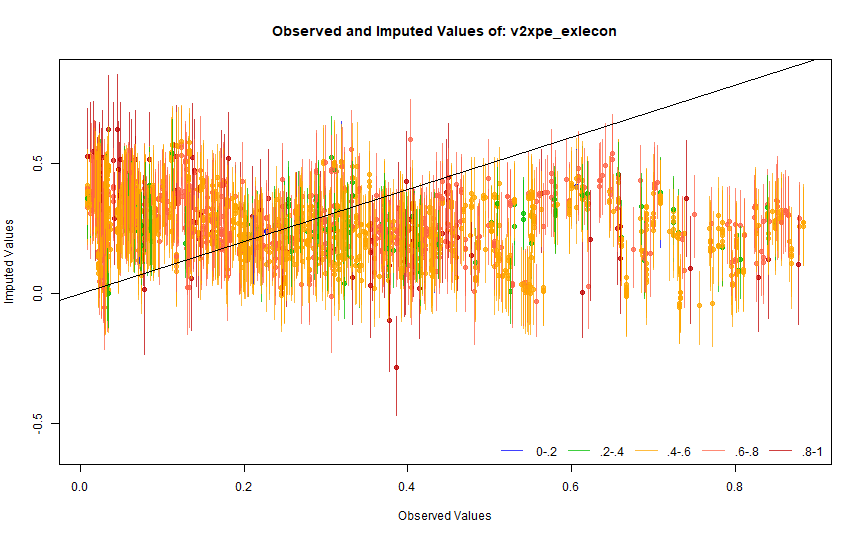 Observed and Imputed Values of: v2xpe_exlecon
Imputed Values
0.5
0.0
-0.5
0-.2 .2-.4 .4-.6 .6-.8 .8-1
0.0 0.2 0.4 0.6 0.8
Observed Values